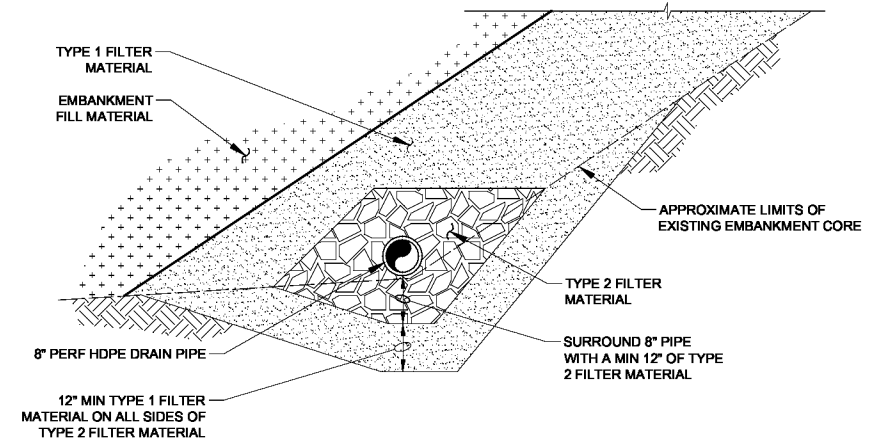 TYPE 1 FILTER
MATERIAL
EMBANKMENT
FILL MATERIAL
APPROXIMATE LIMITS OF
EXISTING EMBANKMENT CORE
TYPE 2 FILTER
MATERIAL
8" PERF HDPE DRAIN PIPE
SURROUND 8" PIPE
WITH A MIN 12" OF TYPE
2 FILTER MATERIAL
12" MIN TYPE 1 FILTER
MATERIAL ON ALL SIDES OF
TYPE 2 FILTER MATERIAL